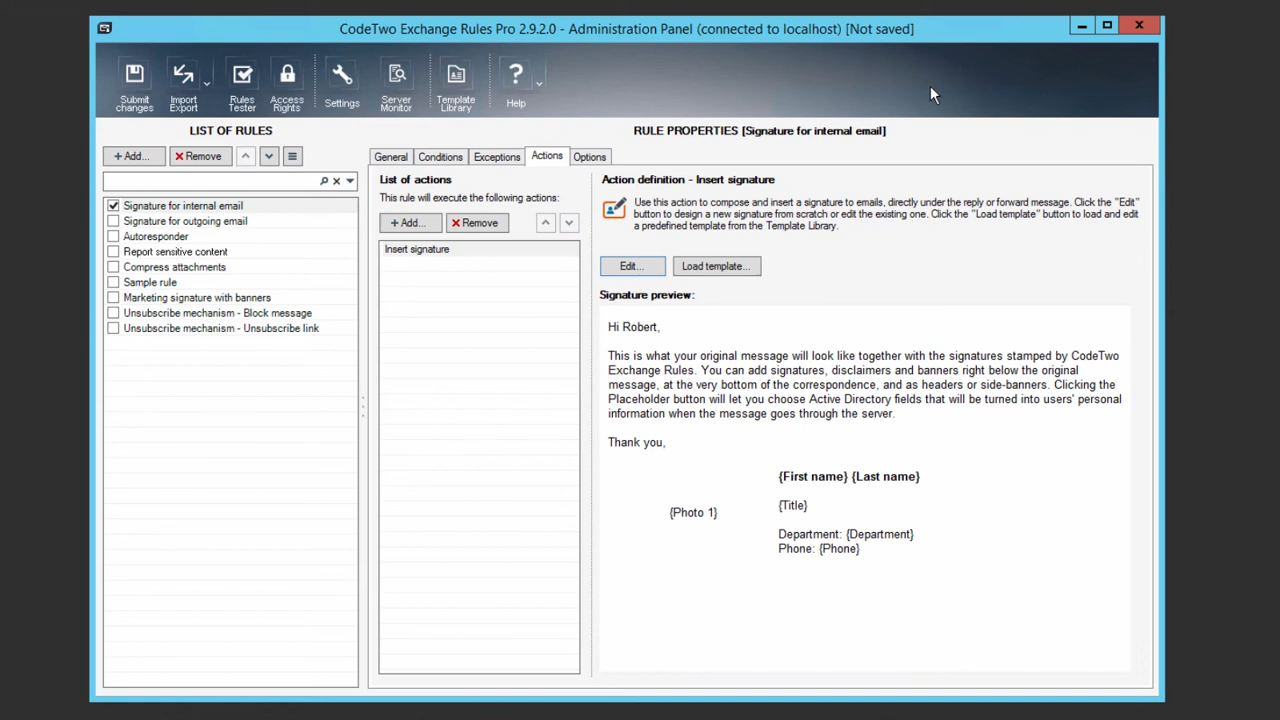 CodeTwo Exchange Rules Pro 2.9.2.0 - Administration Panel (connected to localhost) [Not saved]
Submit changes
Import Export
Rules Tester
Access Rights
Settings
Server Monitor
Template Library
Help
LIST OF RULES
Add...
Remove
Signature for internal email
Signature for outgoing email
Autoresponder
Report sensitive content
Compress attachments
Sample rule
Marketing signature with banners
Unsubscribe mechanism - Block message
Unsubscribe mechanism - Unsubscribe link
RULE PROPERTIES [Signature for internal email]
General
Conditions
Exceptions
Actions
Options
List of actions
This rule will execute the following actions:
Add...
Remove
Insert signature
Action definition - Insert signature
Use this action to compose and insert a signature to emails, directly under the reply or forward message. Click the "Edit"
button to design a new signature from scratch or edit the existing one. Click the "Load template" button to load and edit
a predefined template from the Template Library.
Edit...
Load template...
Signature preview:
Hi Robert,
This is what your original message will look like together with the signatures stamped by CodeTwo
Exchange Rules. You can add signatures, disclaimers and banners right below the original
message, at the very bottom of the correspondence, and as headers or side-banners. Clicking the
Placeholder button will let you choose Active Directory fields that will be turned into users' personal
information when the message goes through the server.
Thank you,
{Photo 1}
{First name} {Last name}
{Title}
Department: {Department}
Phone: {Phone}